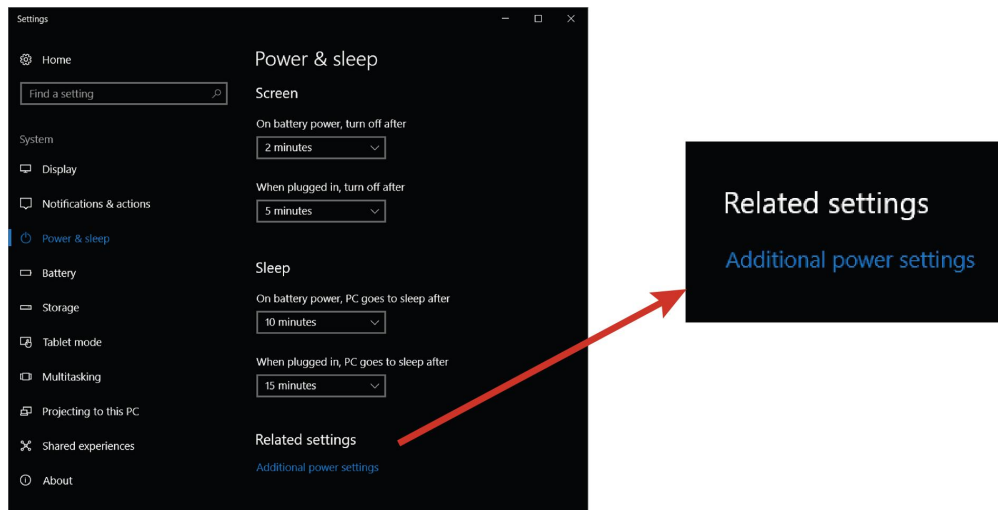 Settings
Home
Find a setting
System
Display
Notifications & actions
Power & sleep
Battery
Storage
Tablet mode
Multitasking
Projecting to this PC
Shared experiences
About
Power & sleep
Screen
On battery power, turn off after
2 minutes
When plugged in, turn off after
5 minutes
Sleep
On battery power, PC goes to sleep after
10 minutes
When plugged in, PC goes to sleep after
15 minutes
Related settings
Additional power settings
Related settings
Additional power settings